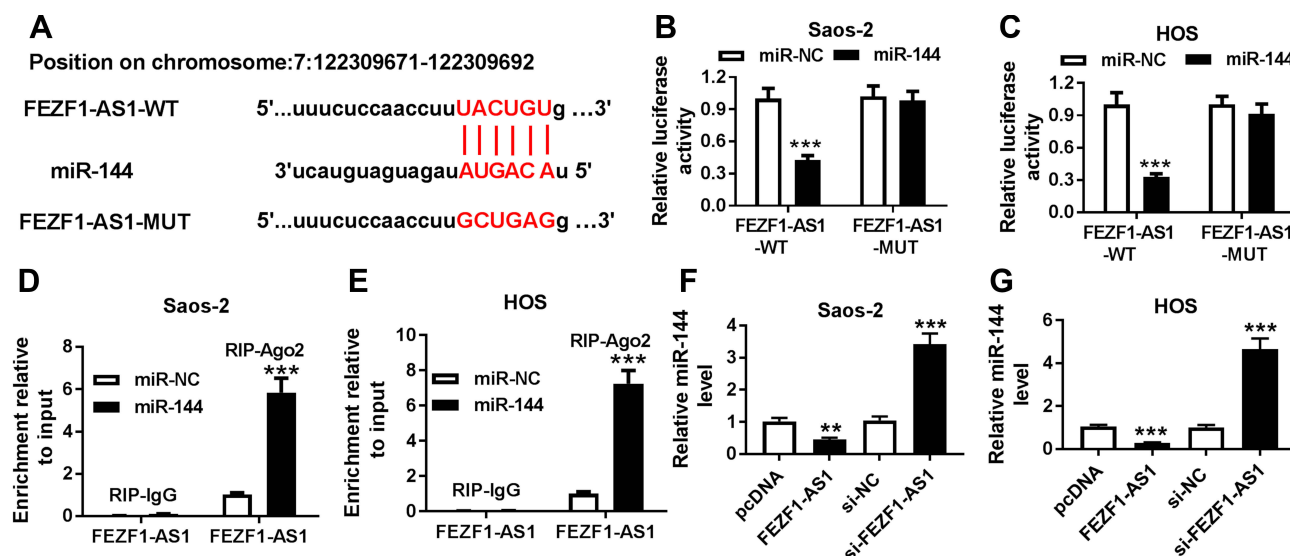 A
Position on chromosome:7:122309671-122309692
FEZF1-AS1-WT 5'...uuucuccaaccuuUACUGUg ...3'
miR-144 3'ucauguaguagauAUGACA u 5'
FEZF1-AS1-MUT 5'...uuucuccaaccuuGCUGAGg ...3'
B
Saos-2
miR-NC miR-144
Relative luciferase
activity
1.2
0.9
0.6
0.3
0.0
***
FEZF1-AS1 FEZF1-AS1
-WT -MUT
C
HOS
miR-NC miR-144
Relative luciferase
activity
1.2
0.9
0.6
0.3
0.0
***
FEZF1-AS1 FEZF1-AS1
-WT -MUT
D
Saos-2
Enrichment relative
to input
8
6
4
2
0
miR-NC
miR-144
RIP-Ago2
***
RIP-IgG
FEZF1-AS1 FEZF1-AS1
E
HOS
Enrichment relative
to input
10
8
6
4
2
0
miR-NC
miR-144
RIP-Ago2
***
RIP-IgG
FEZF1-AS1 FEZF1-AS1
F
Saos-2
Relative miR-144
level
4
3
2
1
0
**
***
pcDNA
FEZF1-AS1
si-NC
si-FEZF1-AS1
G
HOS
Relative miR-144
level
6
4
2
0
***
***
pcDNA
FEZF1-AS1
si-NC
si-FEZF1-AS1